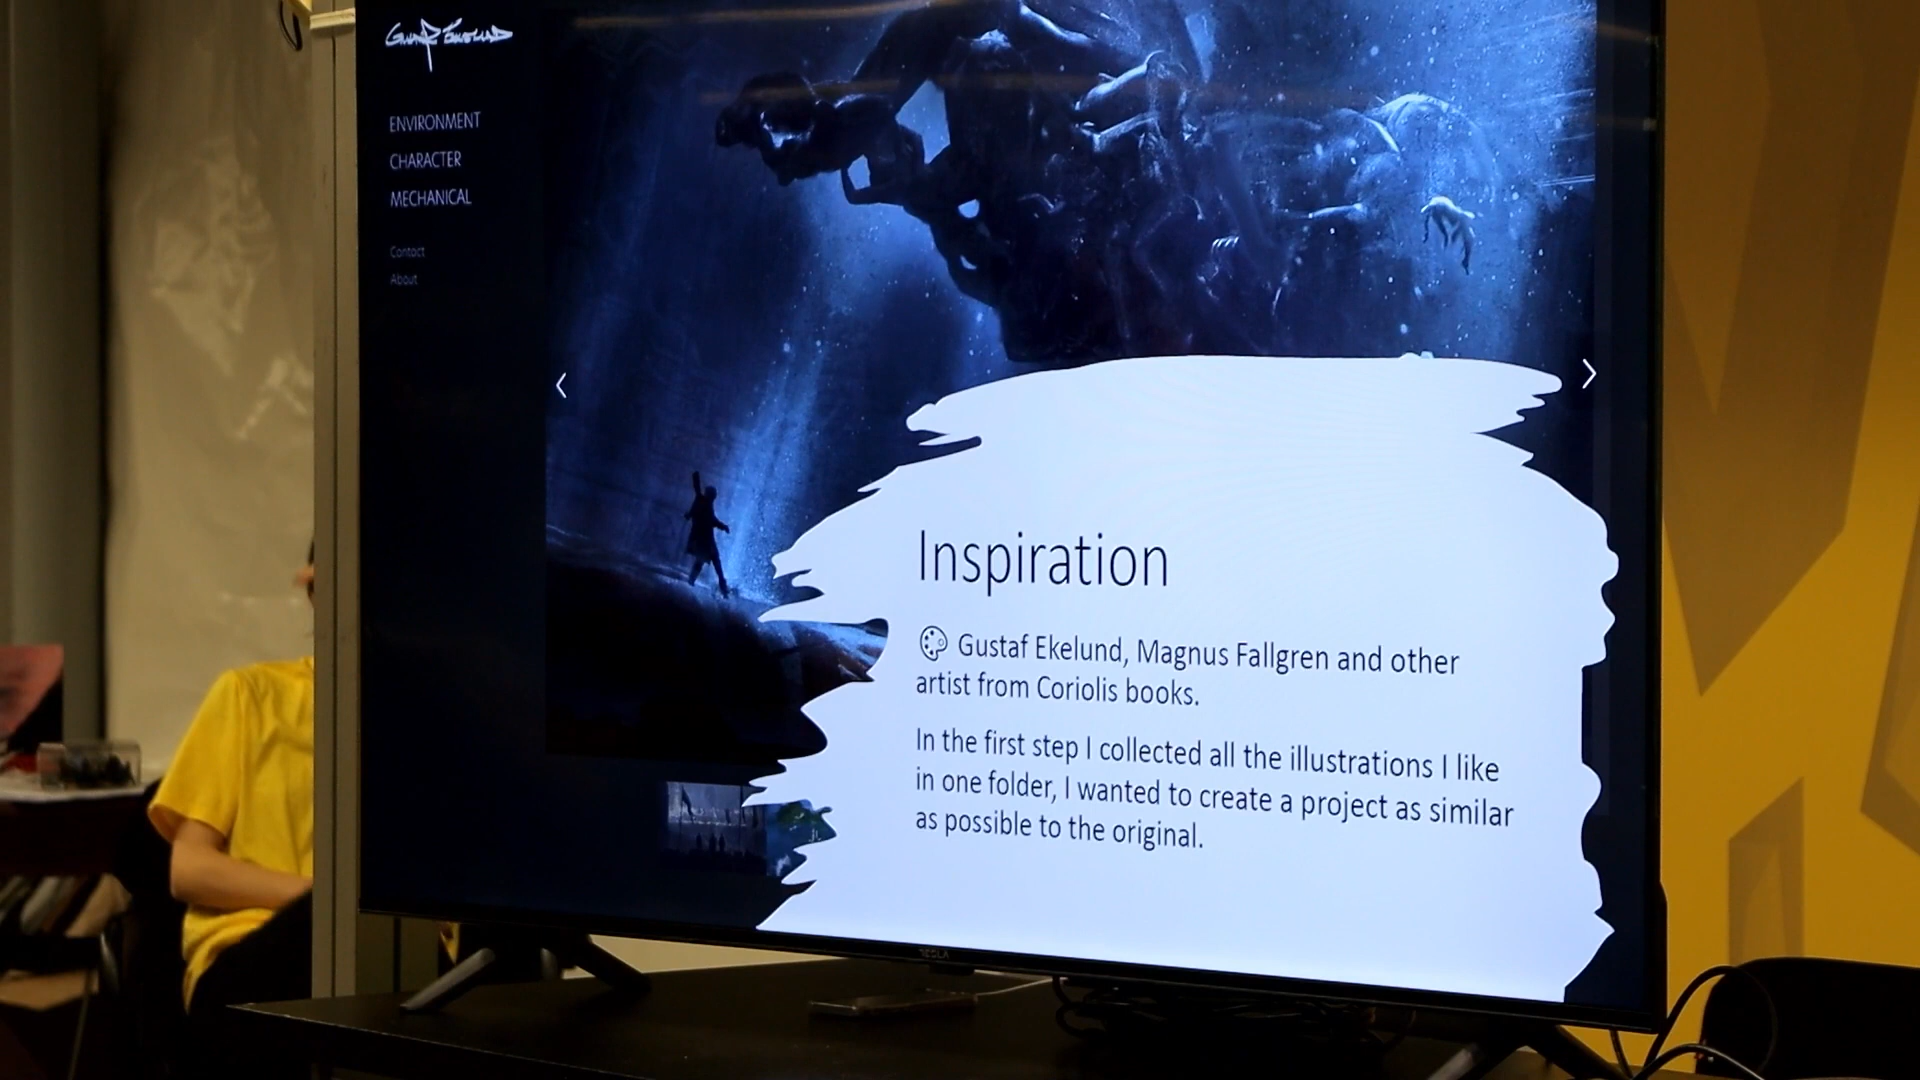 ENVIRONMENT
CHARACTER
MECHANICAL
Contact
About
Inspiration
Gustaf Ekelund, Magnus Fallgren and other
artist from Coriolis books.
In the first step I collected all the illustrations I like
in one folder, I wanted to create a project as similar
as possible to the original.
TESLA